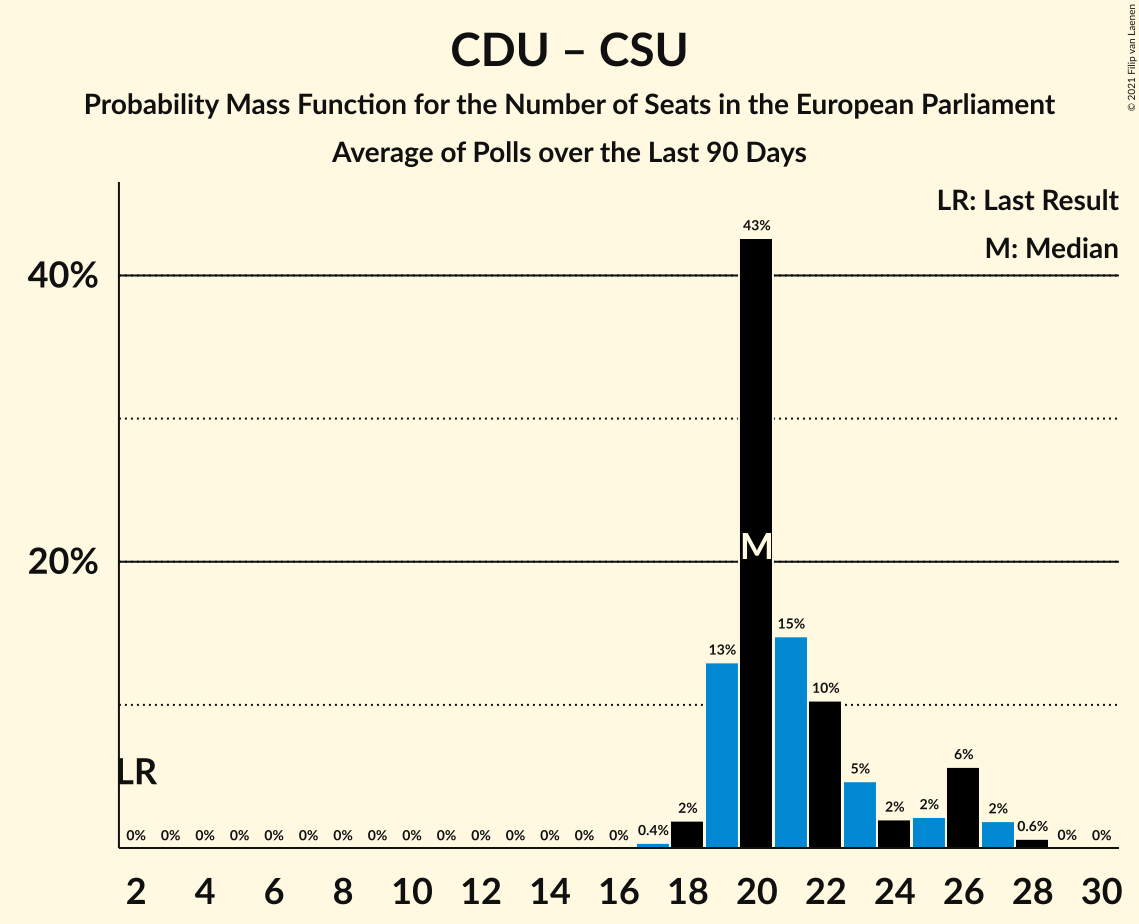 CDU – CSU
Probability Mass Function for the Number of Seats in the European Parliament
Average of Polls over the Last 90 Days
© 2021 Filip van Laenen
LR: Last Result
M: Median
43%
40%
M
20%
15%
13%
10%
LR
6%
5%
0% 0% 0% 0% 0% 0% 0% 0% 0% 0% 0% 0% 0% 0% 0% 0.4% 2% 2% 2% 2% 0.6% 0% 0%
2 4 6 8 10 12 14 16 18 20 22 24 26 28 30